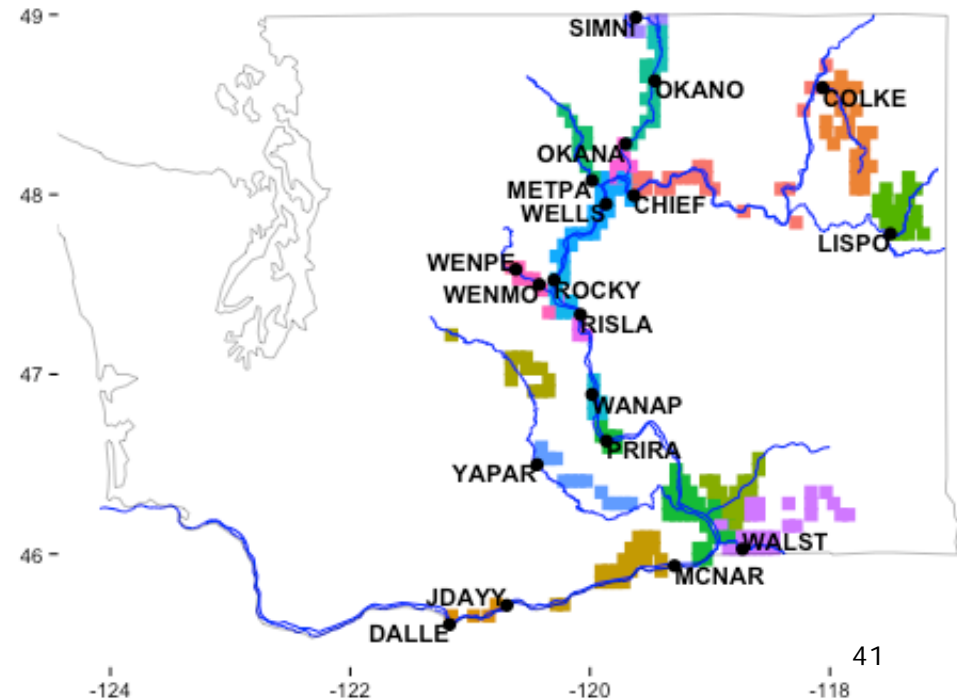 49
SIMNI
OKANO
COLKE
OKANA
48
METPA
WELLS
CHIEF
LISPO
WENPE
WENMO
ROCKY
RISLA
47
WANAP
PRIRA
YAPAR
46
WALST
MCNAR
JDAYY
DALLE
41
-124
-122
-120
-118